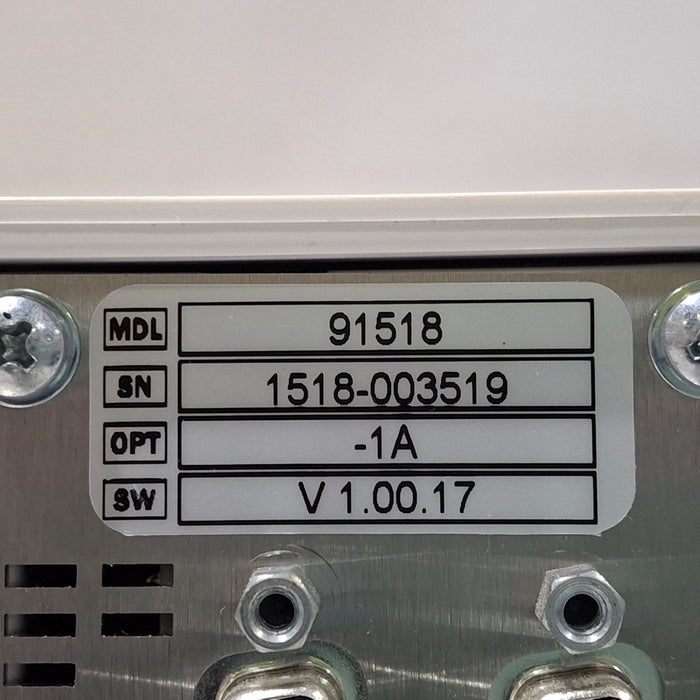 MDL 91518
SN 1518-003519
OPT -1A
SW V 1.00.17